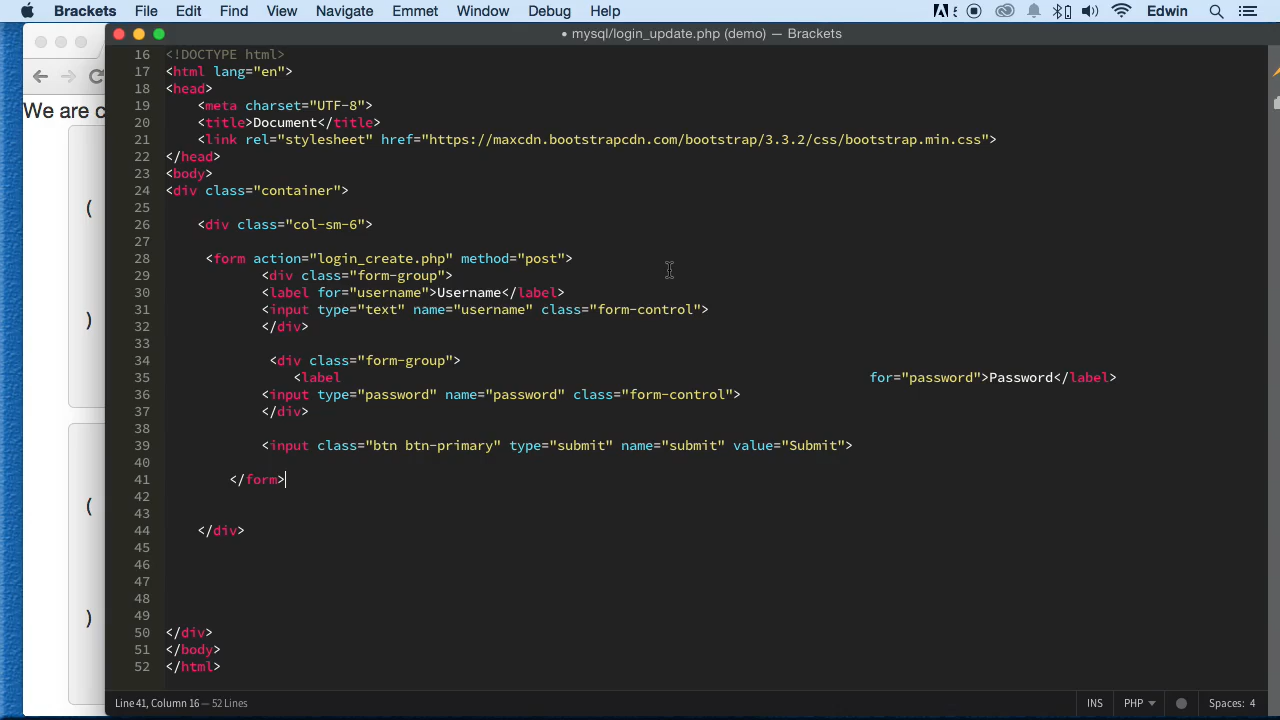 Brackets File Edit Find View Navigate Emmet Window Debug Help Edwin
• mysql/login_update.php (demo) — Brackets
We are c
(
)
(
)
16 <!DOCTYPE html>
17 <html lang="en">
18 <head>
19 <meta charset="UTF-8">
20 <title>Document</title>
21 <link rel="stylesheet" href="https://maxcdn.bootstrapcdn.com/bootstrap/3.3.2/css/bootstrap.min.css">
22 </head>
23 <body>
24 <div class="container">
25
26 <div class="col-sm-6">
27
28 <form action="login_create.php" method="post">
29 <div class="form-group">
30 <label for="username">Username</label>
31 <input type="text" name="username" class="form-control">
32 </div>
33
34 <div class="form-group">
35 <label for="password">Password</label>
36 <input type="password" name="password" class="form-control">
37 </div>
38
39 <input class="btn btn-primary" type="submit" name="submit" value="Submit">
40
41 </form>
42
43
44 </div>
45
46
47
48
49
50 </div>
51 </body>
52 </html>
Line 41, Column 16 — 52 Lines INS PHP Spaces: 4